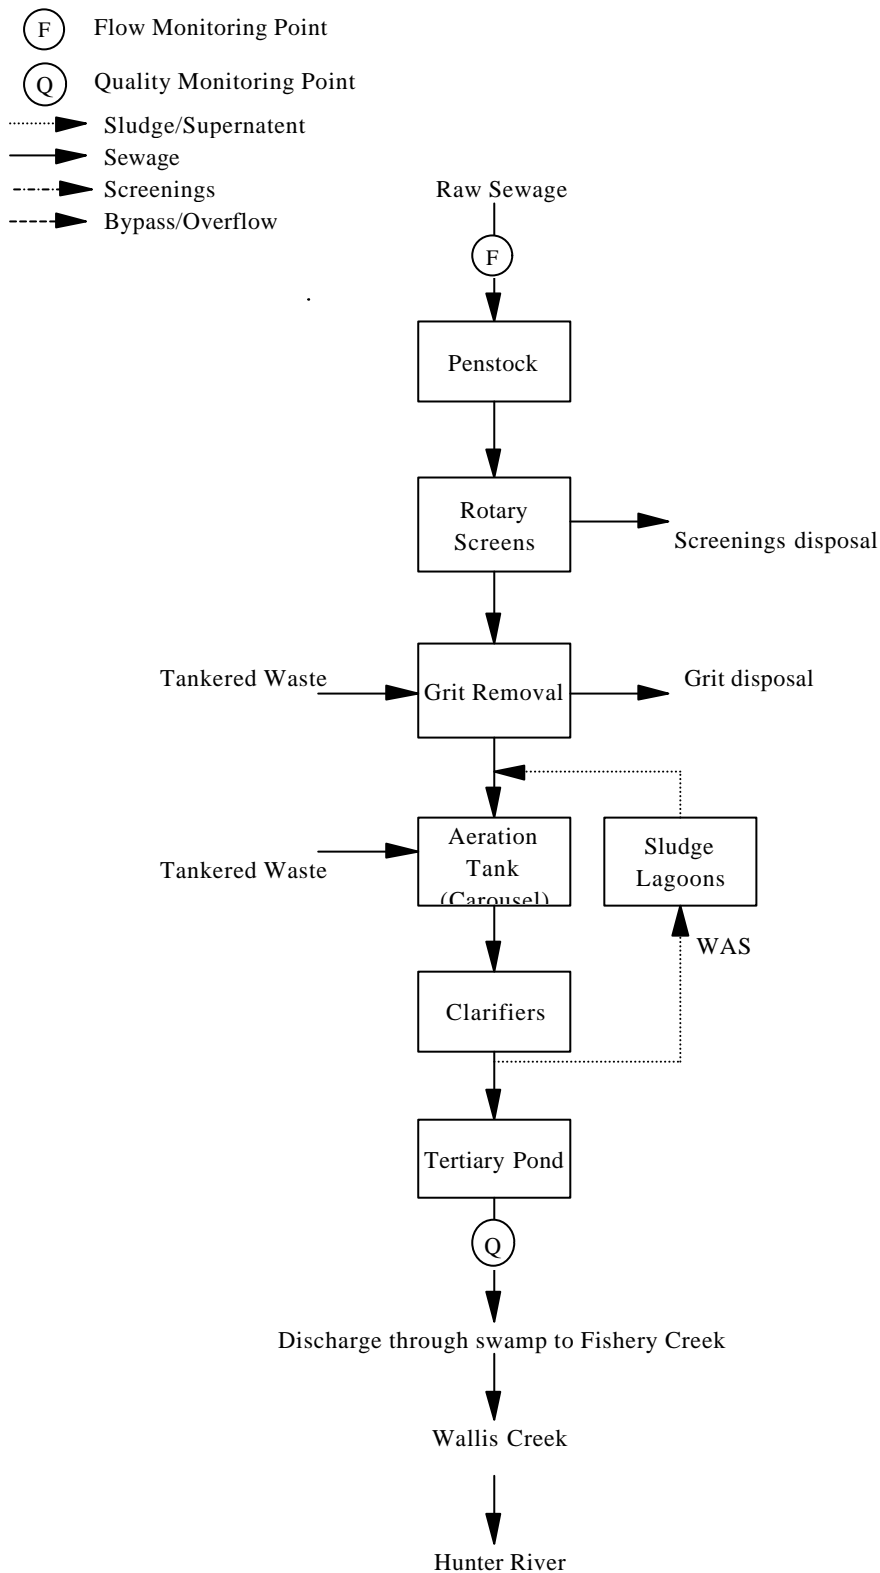 F Flow Monitoring Point
Q Quality Monitoring Point
Sludge/Supernatent
Sewage
Screenings
Bypass/Overflow
Raw Sewage
F
.
Penstock
Rotary
Screens
Screenings disposal
Tankered Waste
Grit Removal
Grit disposal
Aeration
Tank
(Carousel)
Tankered Waste
Sludge
Lagoons
WAS
Clarifiers
Tertiary Pond
Q
Discharge through swamp to Fishery Creek
Wallis Creek
Hunter River